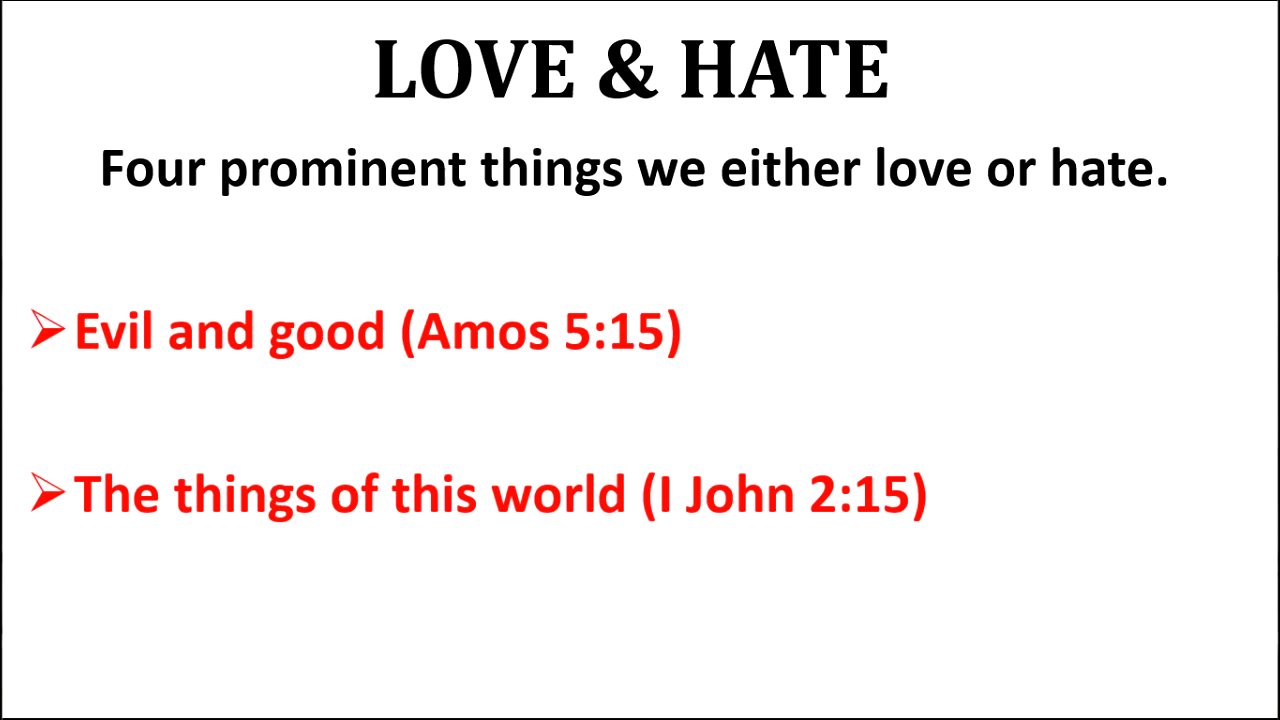 LOVE & HATE
Four prominent things we either love or hate.
➢Evil and good (Amos 5:15)
➢The things of this world (I John 2:15)